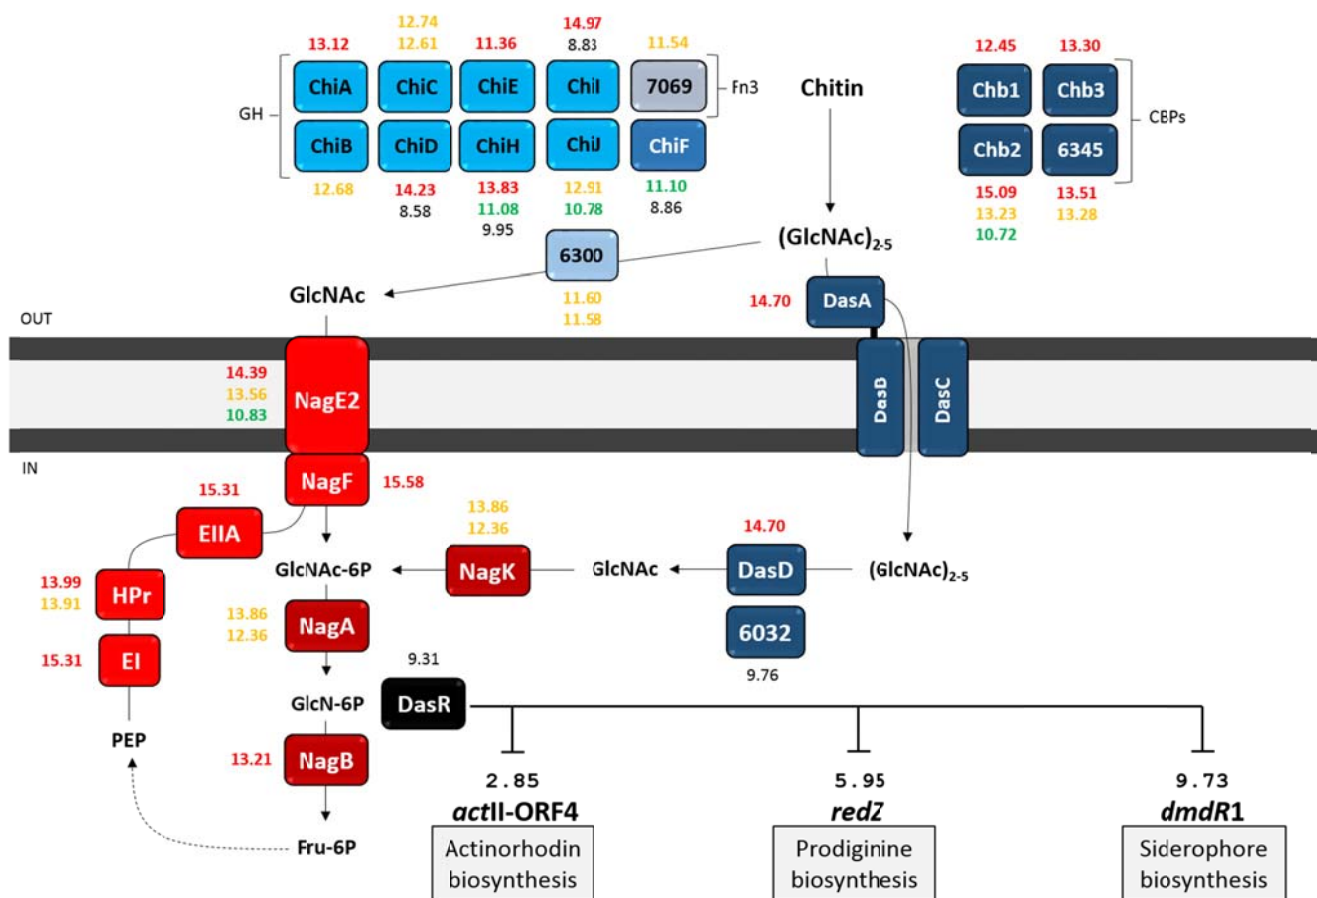 12.74
13.12 12.61 11.36 14.97 11.54
8.83
12.45 13.30
ChiA ChiC ChiE ChiI 7069 Fn3
GH
ChiB ChiD ChiH ChiJ ChiF
12.68 14.23 13.83 12.91 11.10
8.58 11.08 10.78 8.86
9.95
Chitin
Chb1 Chb3
CBPs
Chb2 6345
15.09 13.51
13.23 13.28
10.72
(GlcNAc)2-5
6300
11.60
11.58
GlcNAc
14.70 DasA
OUT
14.39
13.56
10.83
NagE2
DasB
DasC
IN
NagF 15.58
15.31
EIIA
13.99
13.91
HPr
15.31 EI
PEP
GlcNAc-6P
13.86
12.36
NagK
GlcNAc
14.70
DasD
(GlcNAc)2-5
6032
9.76
13.86
12.36
NagA
9.31
GlcN-6P DasR
13.21 NagB
Fru-6P
2.85 5.95 9.73
actII-ORF4 redZ dmdR1
Actinorhodin
biosynthesis
Prodiginine
biosynthesis
Siderophore
biosynthesis